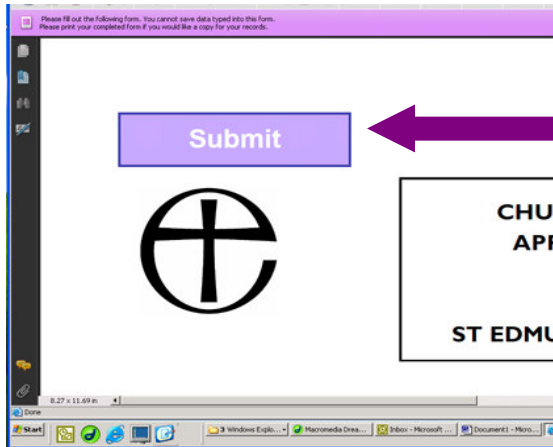 Please fill out the following form. You cannot save data typed into this form.
Please print your completed form if you would like a copy for your records.
Submit
CHU
APP
ST EDMU
8.27 x 11.69 in
Done
Start
3 Windows Explo...
Macromedia Drea...
Inbox - Microsoft ...
Document1 - Micro...